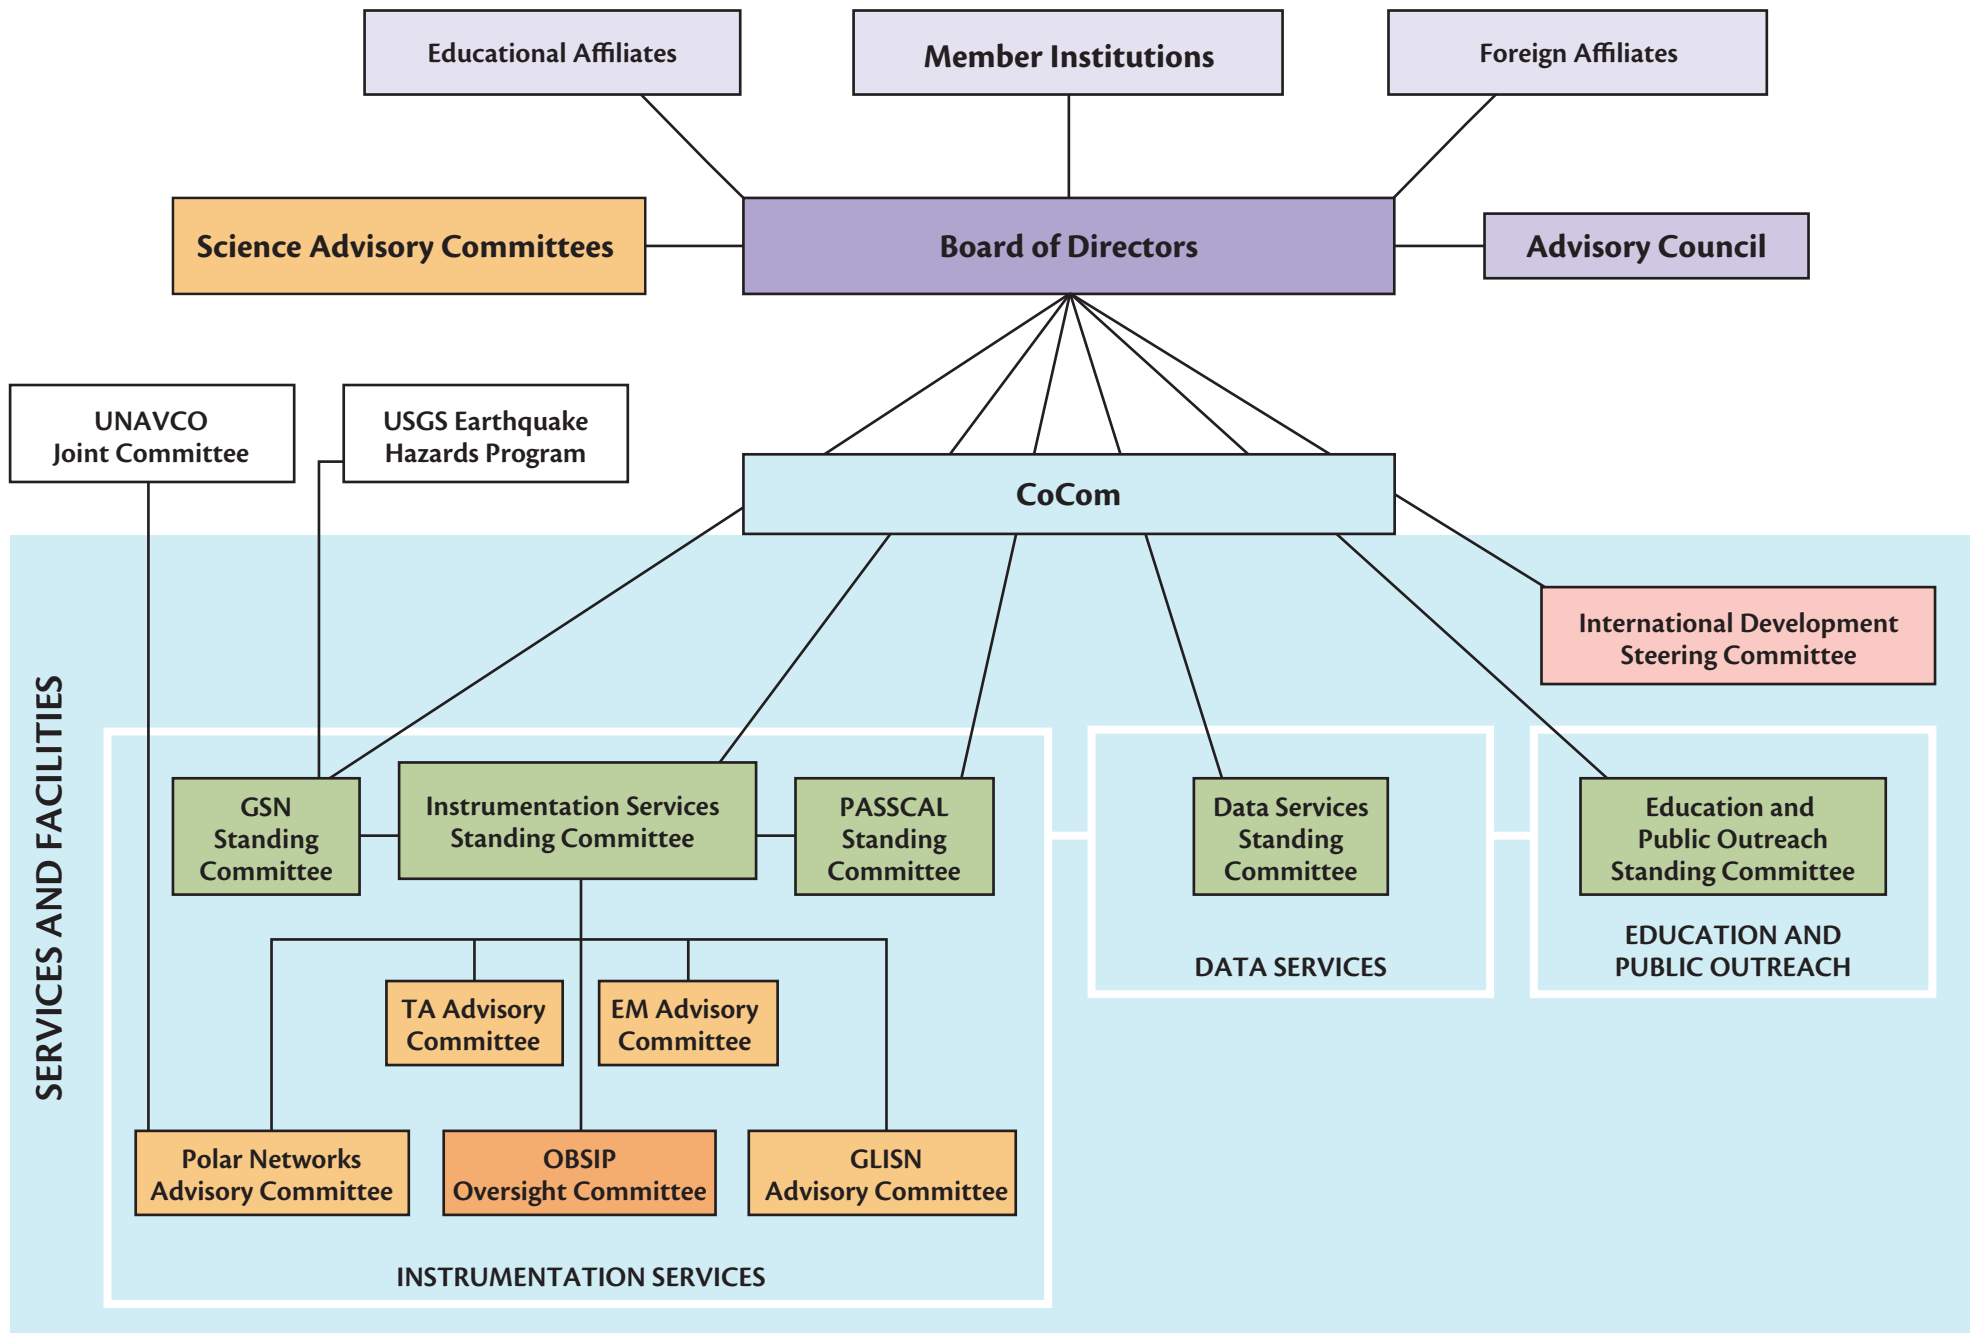 Educational Affiliates
Member Institutions
Foreign Affiliates
Science Advisory Committees
Board of Directors
Advisory Council
UNAVCO
Joint Committee
USGS Earthquake
Hazards Program
CoCom
International Development
Steering Committee
SERVICES AND FACILITIES
GSN
Standing
Committee
Instrumentation Services
Standing Committee
PASSCAL
Standing
Committee
Data Services
Standing
Committee
Education and
Public Outreach
Standing Committee
DATA SERVICES
EDUCATION AND
PUBLIC OUTREACH
TA Advisory
Committee
EM Advisory
Committee
Polar Networks
Advisory Committee
OBSIP
Oversight Committee
GLISN
Advisory Committee
INSTRUMENTATION SERVICES